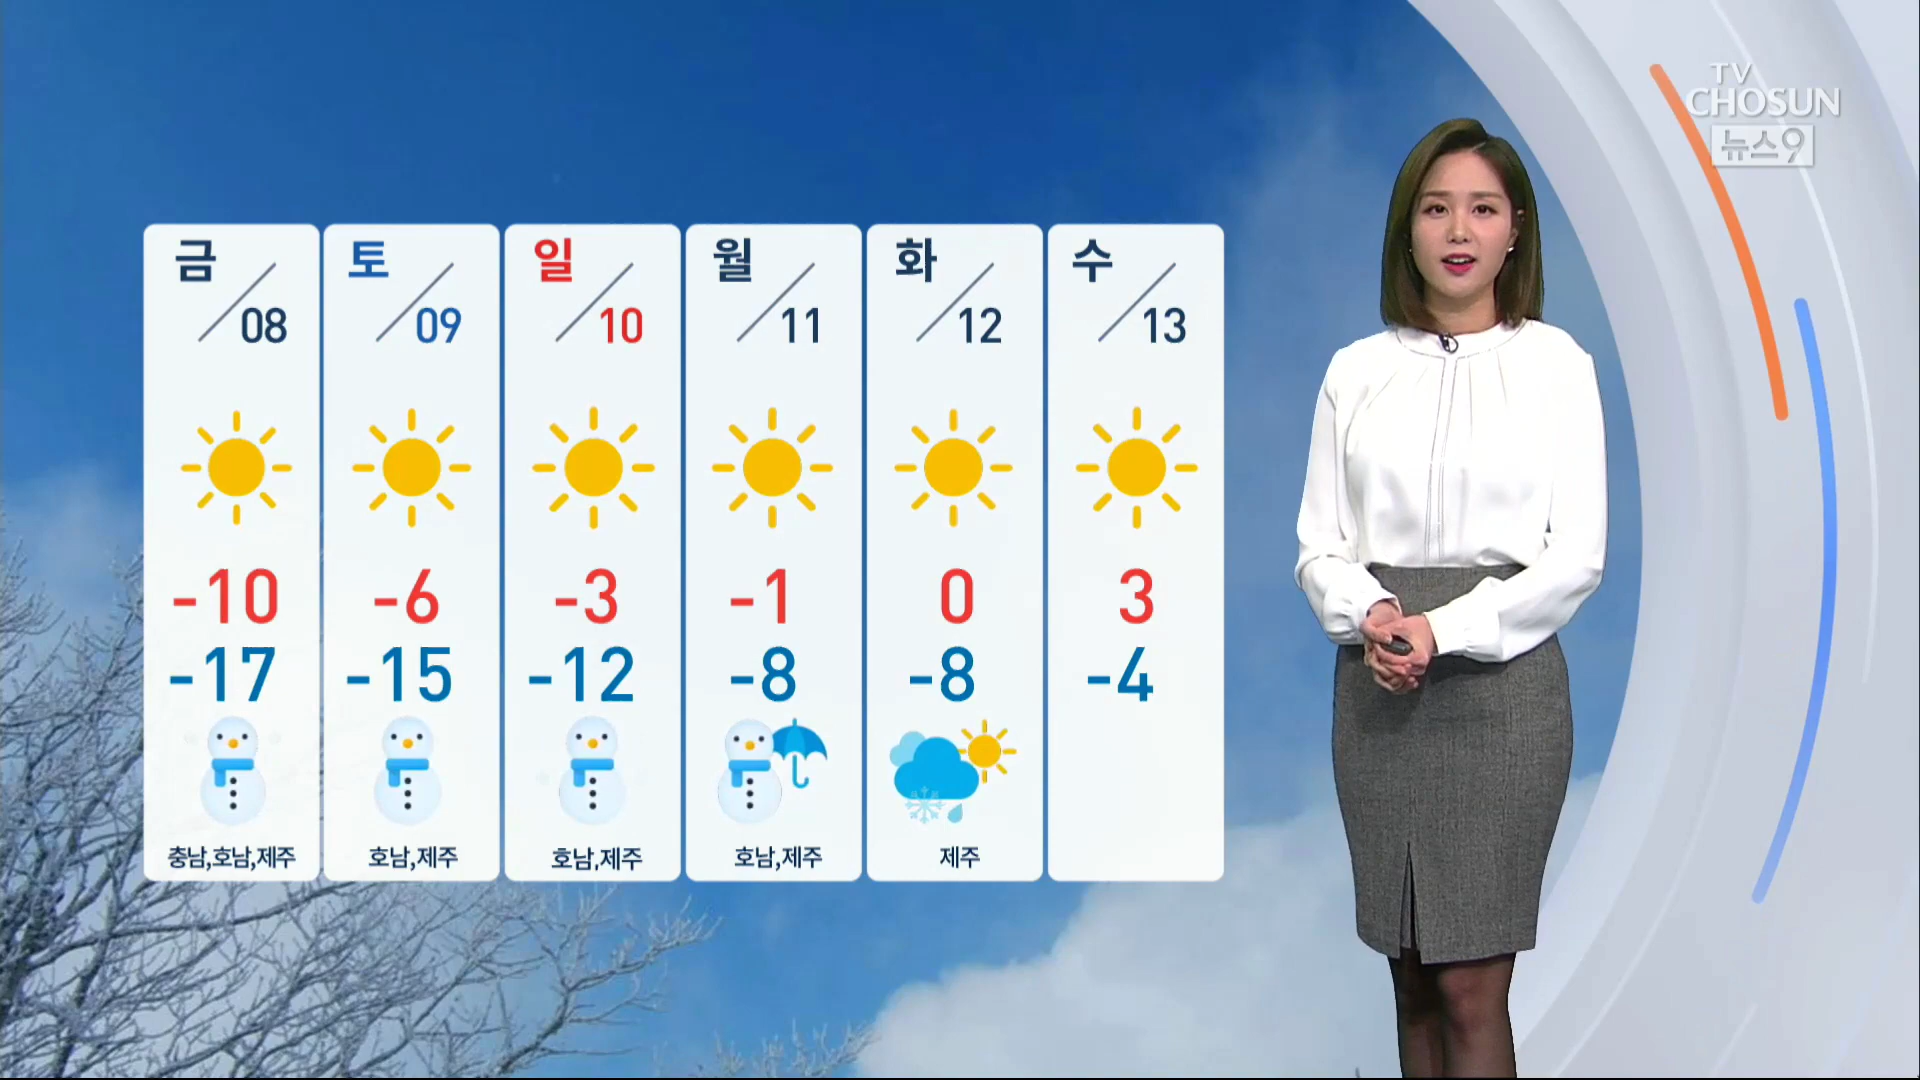 TV
CHOSUN
뉴스9
금 토 일 월 화 수
08 09 10 11 12 13
-10 -6 -3 -1 0 3
-17 -15 -12 -8 -8 -4
충남,호남,제주 호남,제주 호남,제주 호남,제주 제주